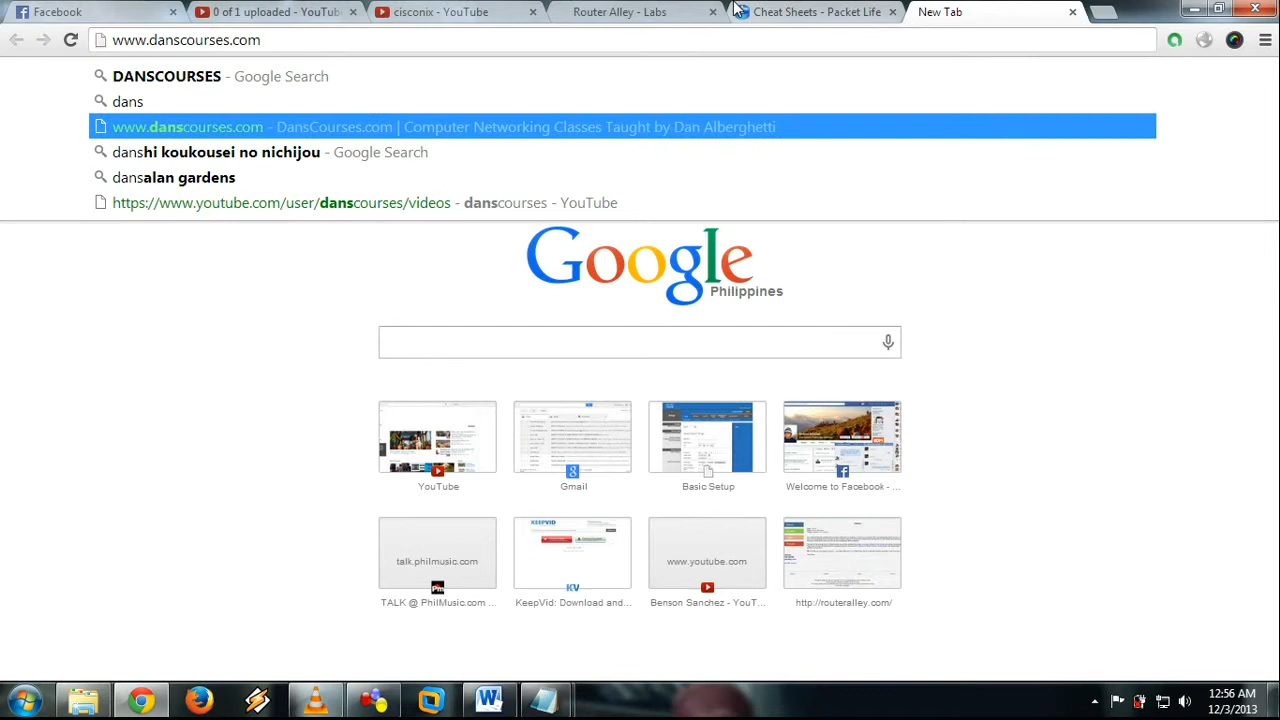 Facebook
0 of 1 uploaded - YouTub
cisconix - YouTube
Router Alley - Labs
Cheat Sheets - Packet Life
New Tab
www.danscourses.com
DANSCOURSES - Google Search
dans
www.danscourses.com - DansCourses.com | Computer Networking Classes Taught by Dan Alberghetti
danshi koukousei no nichijou - Google Search
dansalan gardens
https://www.youtube.com/user/danscourses/videos - danscourses - YouTube
Google
Philippines
YouTube
Gmail
Basic Setup
Welcome to Facebook - ...
talk.philmusic.com
KEEPVID
www.youtube.com
TALK @ PhilMusic.com ...
KeepVid: Download and...
Benson Sanchez - YouT...
http://routeralley.com/
12:56 AM
12/3/2013